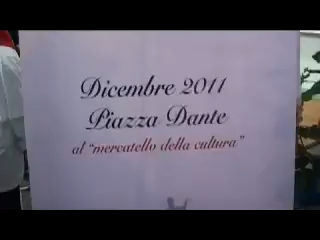 Dicembre 2011
Piazza Dante
al "mercatello della cultura"